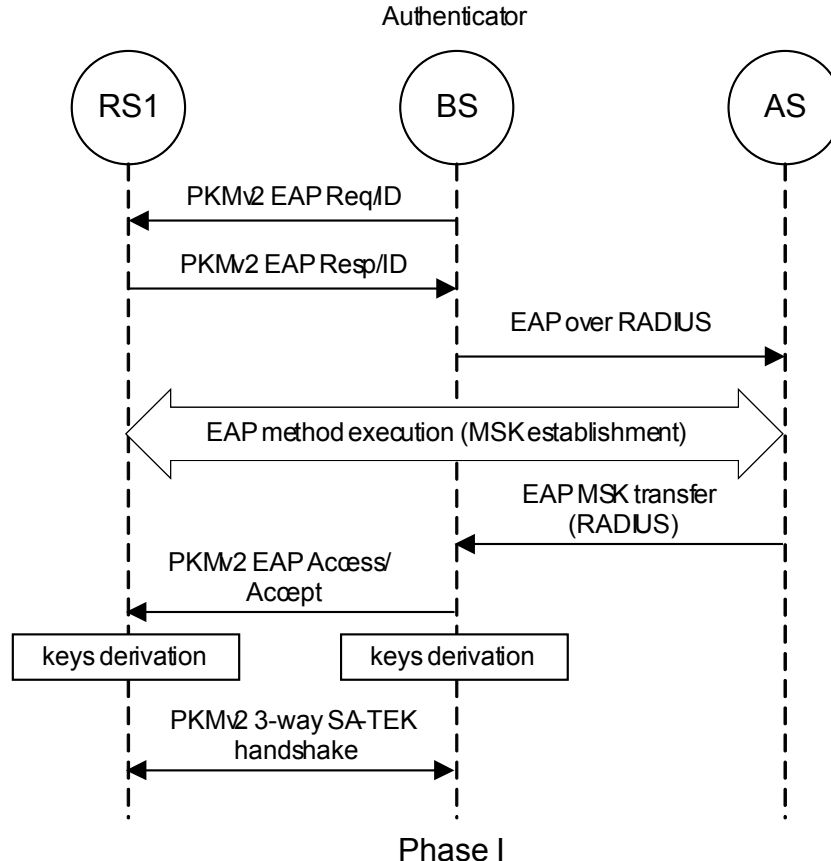 Authenticator
RS1
BS
AS
PKMv2 EAP Req/ID
PKMv2 EAP Resp/ID
EAP over RADIUS
EAP method execution (MSK establishment)
EAP MSK transfer
(RADIUS)
PKMv2 EAP Access/
Accept
keys derivation
keys derivation
PKMv2 3-way SA-TEK
handshake
Phase I